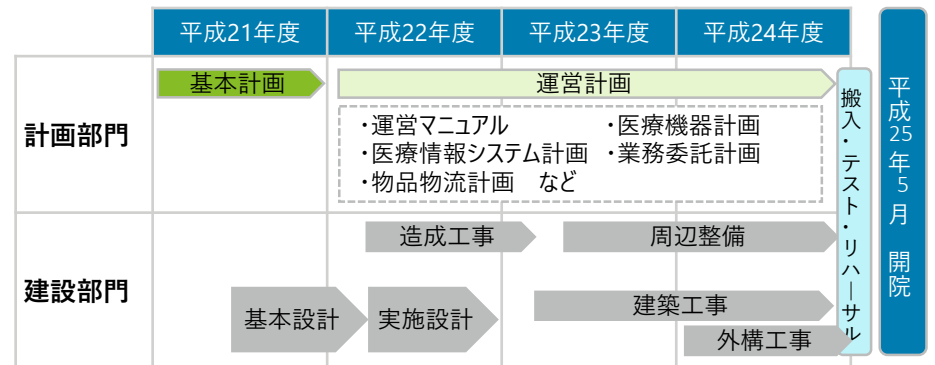 平成21年度 平成22年度 平成23年度 平成24年度
計画部門
基本計画
運営計画
・運営マニュアル ・医療機器計画
・医療情報システム計画 ・業務委託計画
・物品物流計画 など
建設部門
造成工事
周辺整備
基本設計
実施設計
建築工事
外構工事
搬入・テスト・リハーサル
平成25年5月 開院